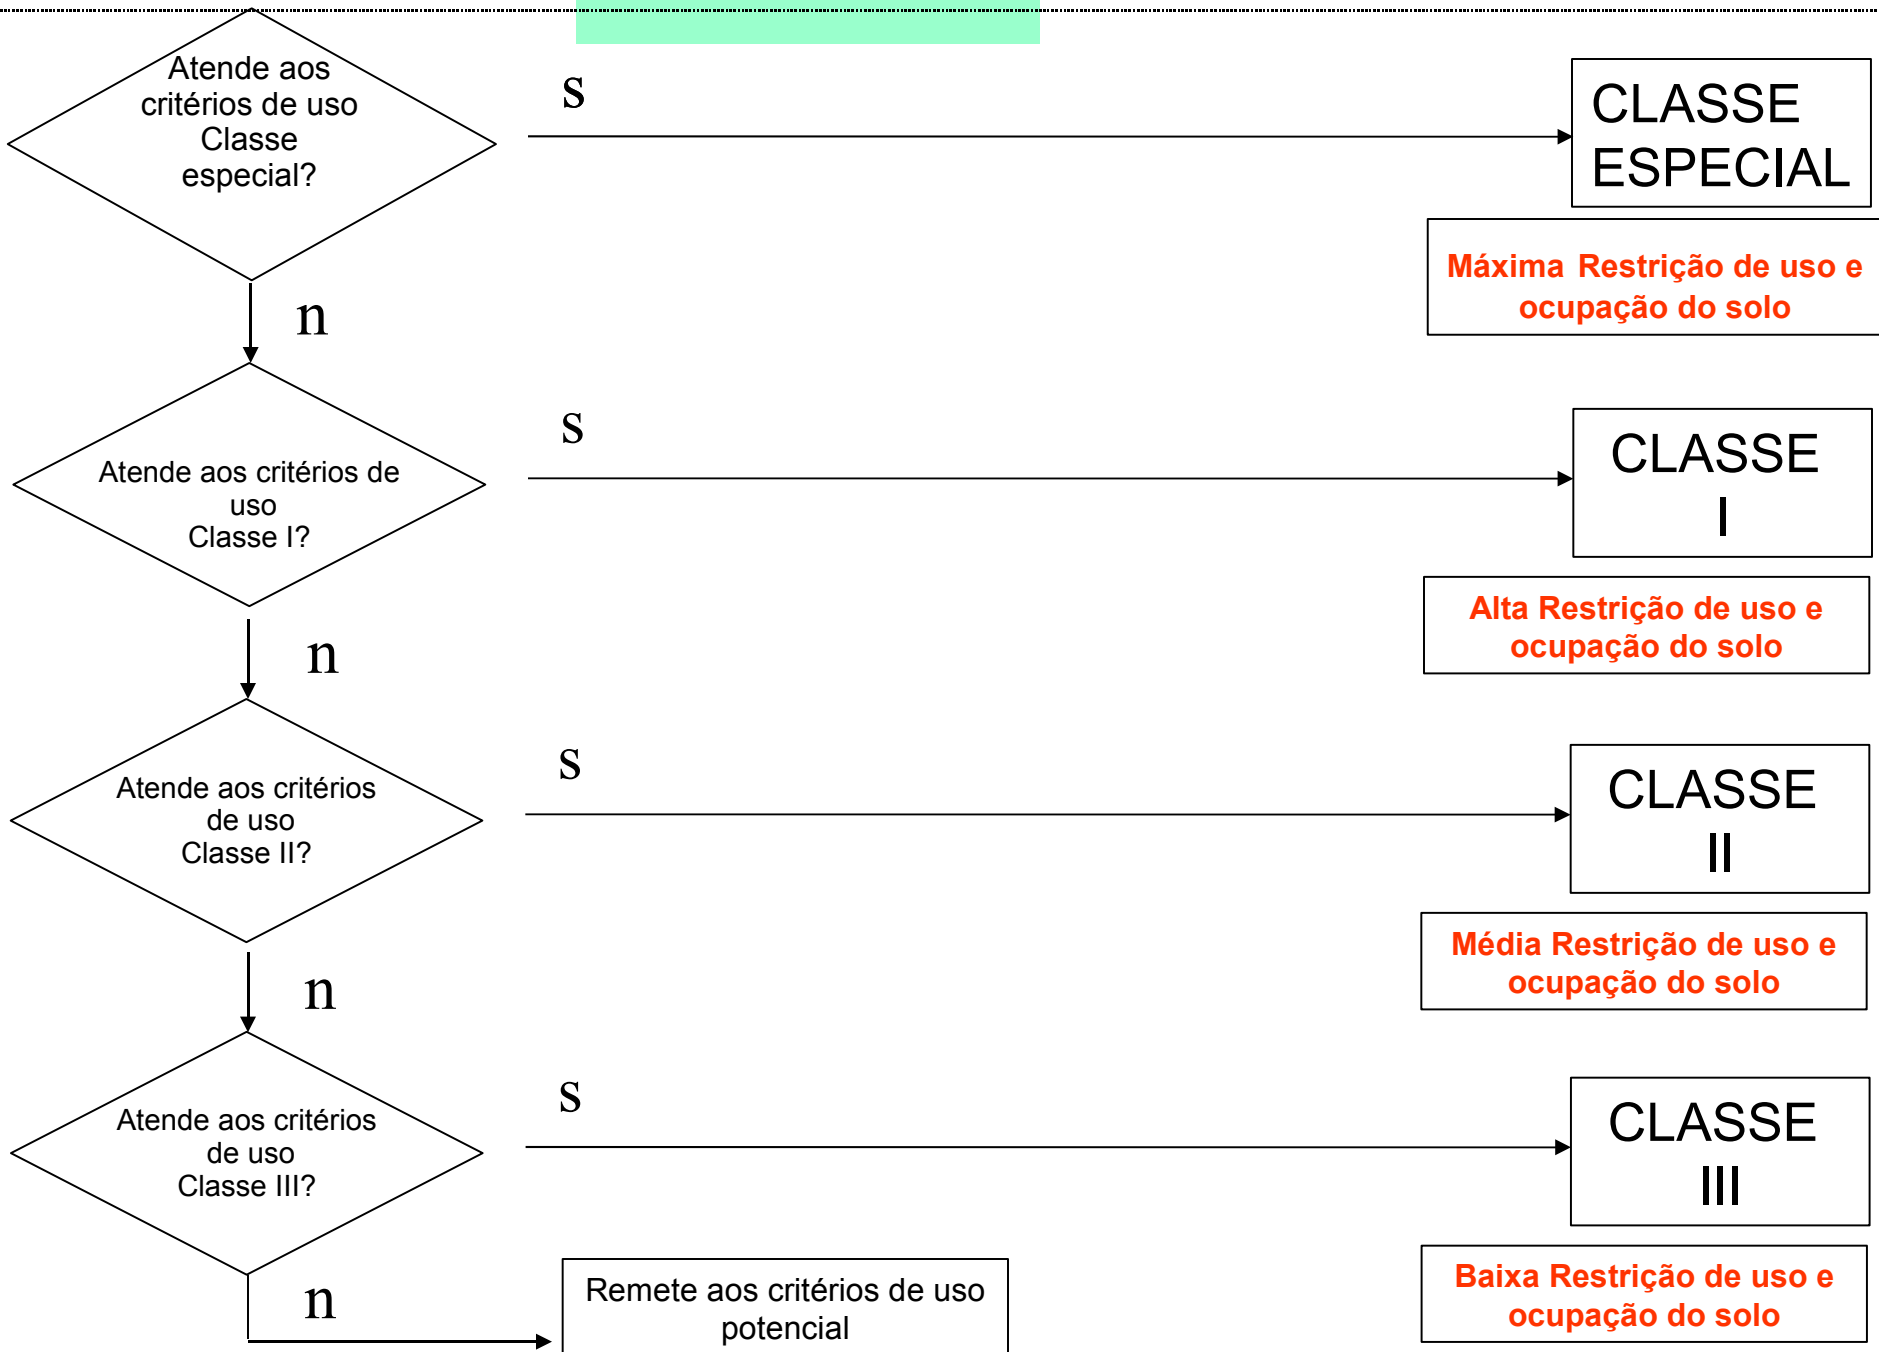 Atende aos
critérios de uso
Classe
especial?
s
CLASSE
ESPECIAL
Máxima Restrição de uso e
ocupação do solo
n
Atende aos critérios de
uso
Classe I?
s
CLASSE
I
Alta Restrição de uso e
ocupação do solo
n
Atende aos critérios
de uso
Classe II?
s
CLASSE
II
Média Restrição de uso e
ocupação do solo
n
Atende aos critérios
de uso
Classe III?
s
CLASSE
III
Baixa Restrição de uso e
ocupação do solo
n
Remete aos critérios de uso
potencial